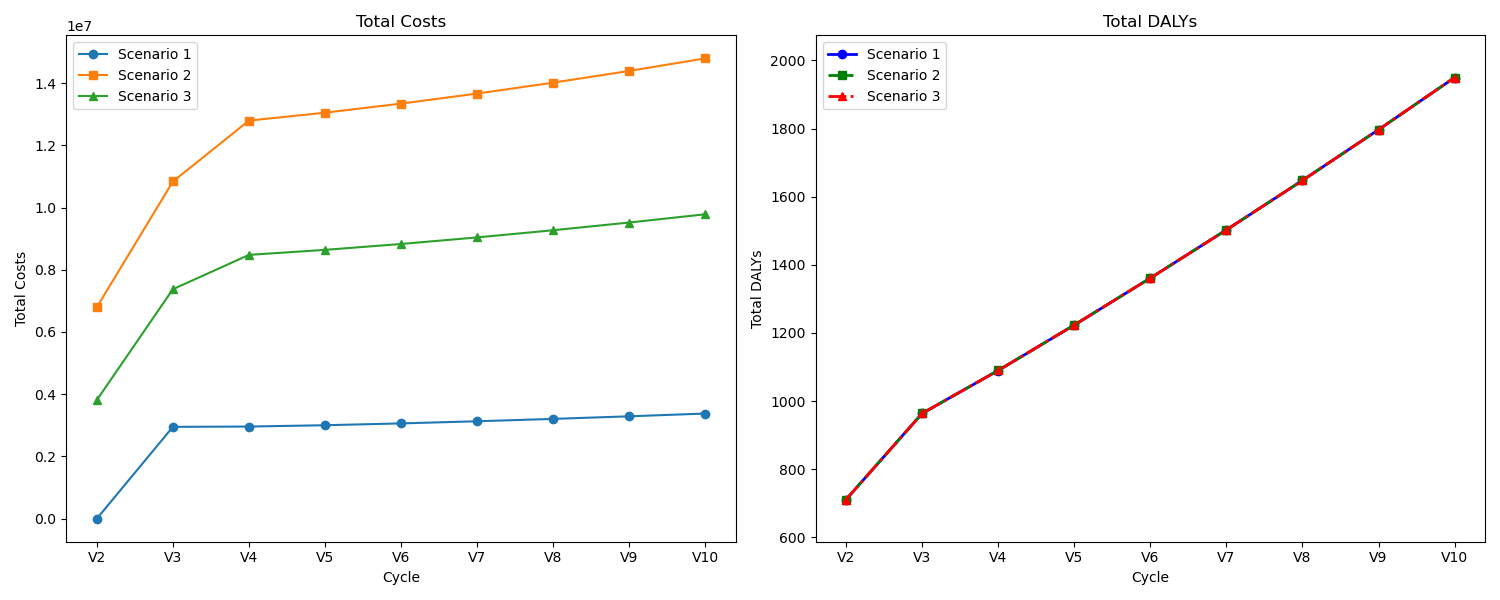 Total Costs
1e7
Scenario 1
Scenario 2
Scenario 3
1.4
1.2
1.0
0.8
0.6
0.4
0.2
0.0
Total Costs
V2 V3 V4 V5 V6 V7 V8 V9 V10
Cycle
Total DALYs
Scenario 1
Scenario 2
Scenario 3
2000
1800
1600
1400
1200
1000
800
600
Total DALYs
V2 V3 V4 V5 V6 V7 V8 V9 V10
Cycle